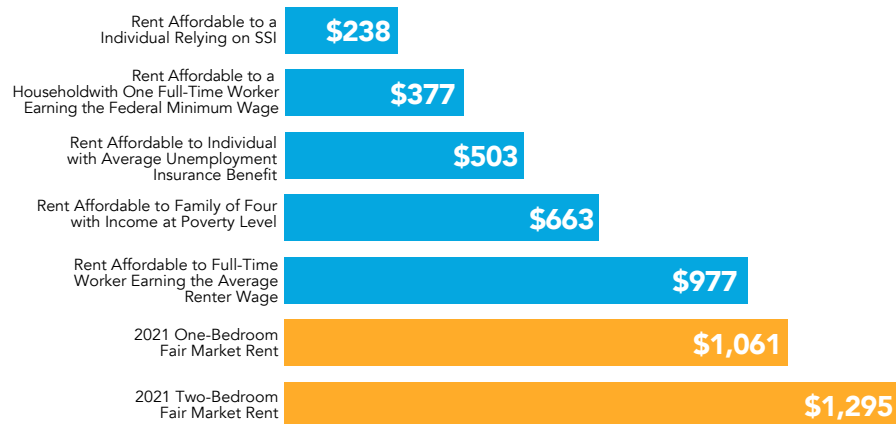 Rent Affordable to a
Individual Relying on SSI
$238
Rent Affordable to a
Householdwith One Full-Time Worker
Earning the Federal Minimum Wage
$377
Rent Affordable to Individual
with Average Unemployment
Insurance Benefit
$503
Rent Affordable to Family of Four
with Income at Poverty Level
$663
Rent Affordable to Full-Time
Worker Earning the Average
Renter Wage
$977
2021 One-Bedroom
Fair Market Rent
$1,061
2021 Two-Bedroom
Fair Market Rent
$1,295